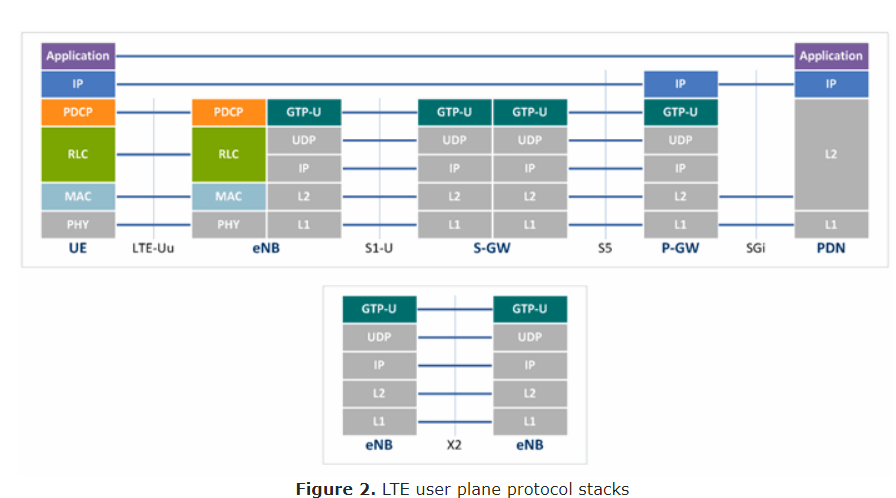 Application Application
IP IP IP
PDCP PDCP GTP-U GTP-U GTP-U GTP-U
UDP UDP UDP UDP
RLC RLC L2
IP IP IP IP
MAC MAC L2 L2 L2 L2
PHY PHY L1 L1 L1 L1 L1
UE LTE-Uu eNB S1-U S-GW S5 P-GW SGi PDN
GTP-U GTP-U
UDP UDP
IP IP
L2 L2
L1 L1
eNB X2 eNB
Figure 2. LTE user plane protocol stacks